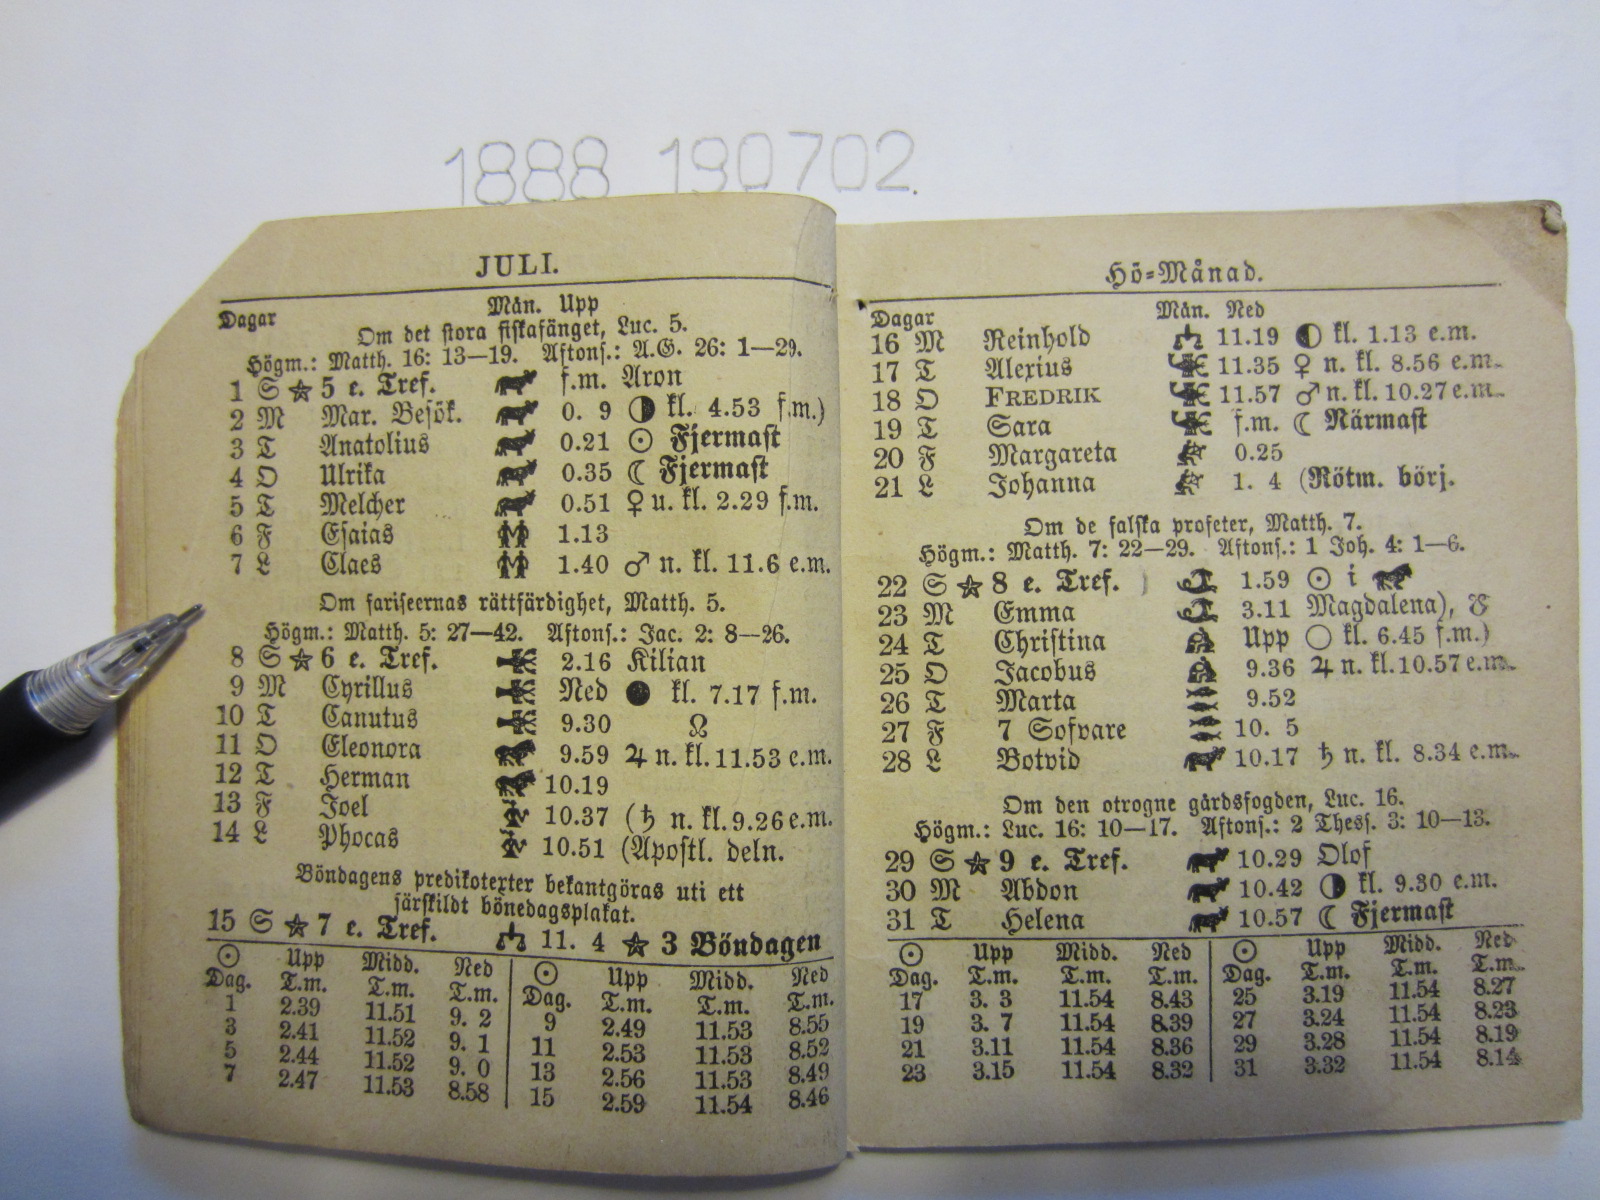 1888 190702.
JULI.
Dagar Mån. Upp
Om det stora fiskafänget, Luc. 5.
Högm.: Matth. 16: 13—19. Aftons.: A.G. 26: 1—29.
1 S ★ 5 e. Tref. f.m. Aron
2 M Mar. Besök. 0. 9 ◑ kl. 4.53 f.m.)
3 T Anatolius 0.21 ☉ Fjermast
4 O Ulrika 0.35 ☾ Fjermast
5 T Melcher 0.51 ♀ u. kl. 2.29 f.m.
6 F Esaias 1.13
7 L Claes 1.40 ♂ n. kl. 11.6 e.m.
Om fariseernas rättfärdighet, Matth. 5.
Högm.: Matth. 5: 27—42. Aftons.: Jac. 2: 8—26.
8 S ★ 6 e. Tref. 2.16 Kilian
9 M Cyrillus Ned ● kl. 7.17 f.m.
10 T Canutus 9.30 ☊
11 O Eleonora 9.59 ♃ n. kl. 11.53 e.m.
12 T Herman 10.19
13 F Joel 10.37 (♄ n. kl. 9.26 e.m.
14 L Phocas 10.51 (Apostl. deln.
Böndagens predikotexter bekantgöras uti ett
särskildt bönedagsplakat.
15 S ★ 7 e. Tref. 11. 4 ★ 3 Böndagen
☉ Upp Midd. Ned ☉ Upp Midd. Ned
Dag. T.m. T.m. T.m. Dag. T.m. T.m. T.m.
1 2.39 11.51 9. 2 9 2.49 11.53 8.55
3 2.41 11.52 9. 1 11 2.53 11.53 8.52
5 2.44 11.52 9. 0 13 2.56 11.53 8.49
7 2.47 11.53 8.58 15 2.59 11.54 8.46
Hö-Månad.
Dagar Mån. Ned
16 M Reinhold 11.19 ◐ kl. 1.13 e.m.
17 T Alexius 11.35 ♀ n. kl. 8.56 e.m.
18 O FREDRIK 11.57 ♂ n. kl. 10.27 e.m.
19 T Sara f.m. ☾ Närmast
20 F Margareta 0.25
21 L Johanna 1. 4 (Rötm. börj.
Om de falska profeter, Matth. 7.
Högm.: Matth. 7: 22—29. Aftons.: 1 Joh. 4: 1—6.
22 S ★ 8 e. Tref. 1.59 ☉ i ♌
23 M Emma 3.11 Magdalena), ☋
24 T Christina Upp ○ kl. 6.45 f.m.)
25 O Jacobus 9.36 ♃ n. kl. 10.57 e.m.
26 T Marta 9.52
27 F 7 Sofvare 10. 5
28 L Botvid 10.17 ♄ n. kl. 8.34 e.m.
Om den otrogne gårdsfogden, Luc. 16.
Högm.: Luc. 16: 10—17. Aftons.: 2 Thess. 3: 10—13.
29 S ★ 9 e. Tref. 10.29 Olof
30 M Abdon 10.42 ◑ kl. 9.30 e.m.
31 T Helena 10.57 ☾ Fjermast
☉ Upp Midd. Ned ☉ Upp Midd. Ned
Dag. T.m. T.m. T.m. Dag. T.m. T.m. T.m.
17 3. 3 11.54 8.43 25 3.19 11.54 8.27
19 3. 7 11.54 8.39 27 3.24 11.54 8.23
21 3.11 11.54 8.36 29 3.28 11.54 8.19
23 3.15 11.54 8.32 31 3.32 11.54 8.14